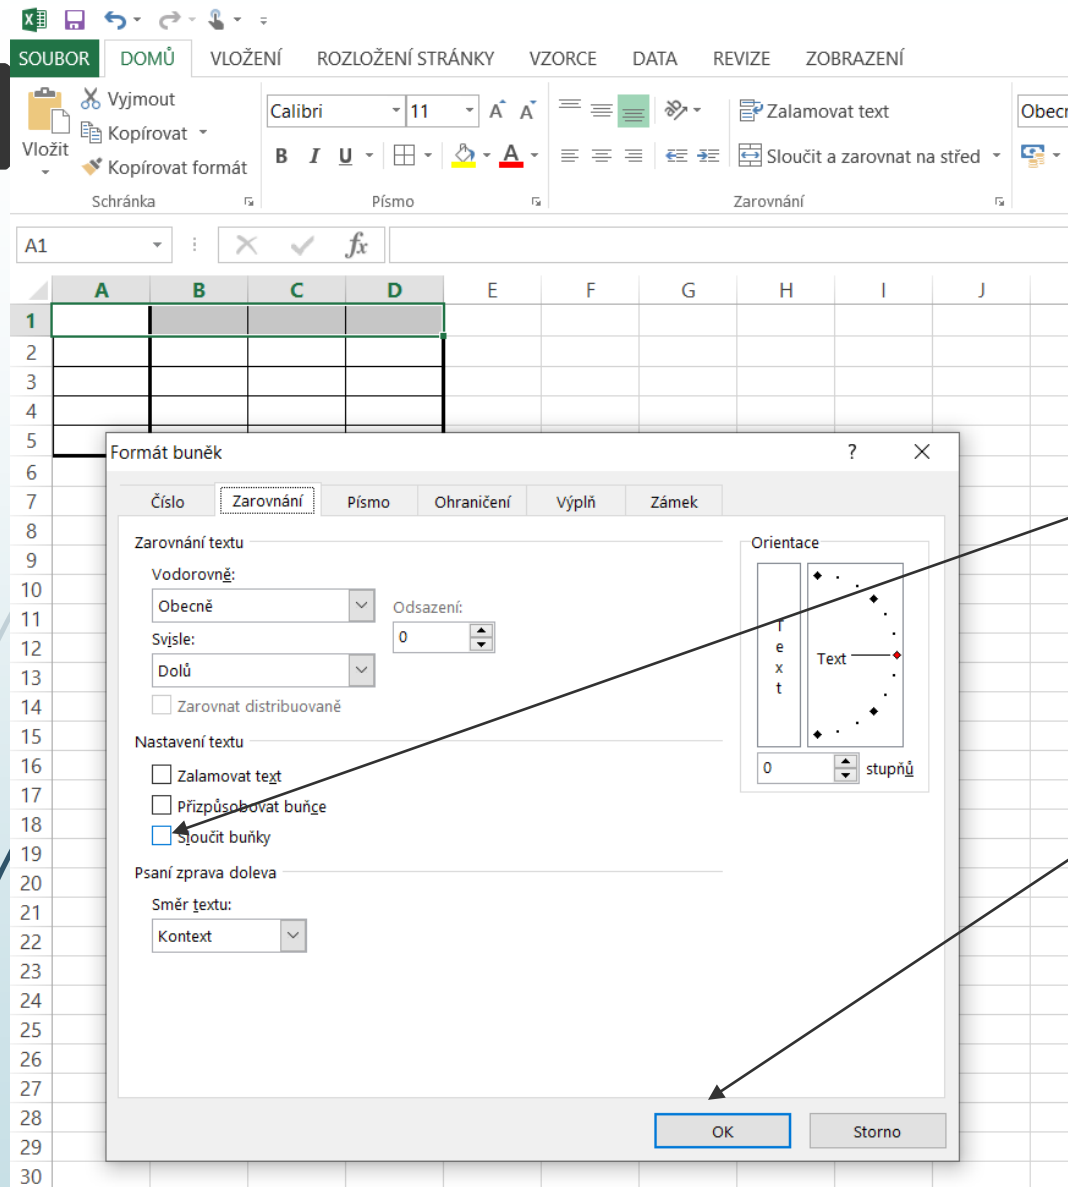 SOUBOR DOMŮ VLOŽENÍ ROZLOŽENÍ STRÁNKY VZORCE DATA REVIZE ZOBRAZENÍ
Vložit
Vyjmout
Kopírovat
Kopírovat formát
Schránka
Calibri 11 A A
B I U A
Písmo
Zalamovat text
Sloučit a zarovnat na střed
Zarovnání
Obecn
A1 fx
A B C D E F G H I J
1
2
3
4
5
6
7
8
9
10
11
12
13
14
15
16
17
18
19
20
21
22
23
24
25
26
27
28
29
30
Formát buněk ?
Číslo Zarovnání Písmo Ohraničení Výplň Zámek
Zarovnání textu
Vodorovně:
Obecně
Odsazení:
0
Svisle:
Dolů
Zarovnat distribuovaně
Nastavení textu
Zalamovat text
Přizpůsobovat buňce
Sloučit buňky
Psaní zprava doleva
Směr textu:
Kontext
Orientace
T
e
x
t
Text
0 stupňů
OK Storno